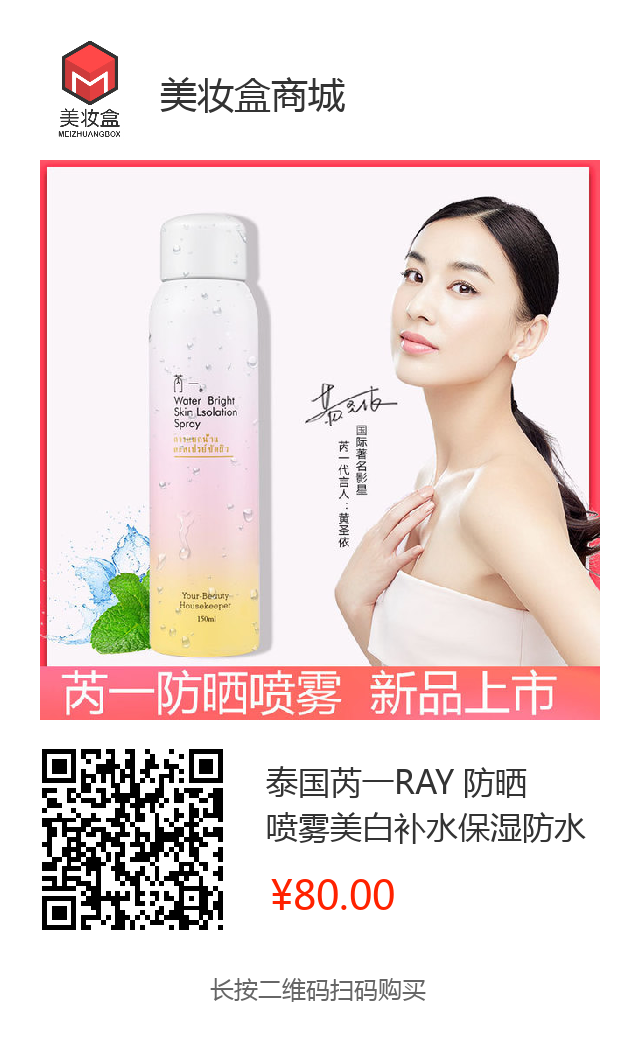 美妆盒
MEIZHUANGBOX
美妆盒商城
芮一
Water Bright
Skin Lsolation
Spray
Your-Beauty
Housekeeper
150ml
国际著名影星
芮一代言人：黄圣依
芮一防晒喷雾 新品上市
泰国芮一RAY 防晒
喷雾美白补水保湿防水
¥80.00
长按二维码扫码购买